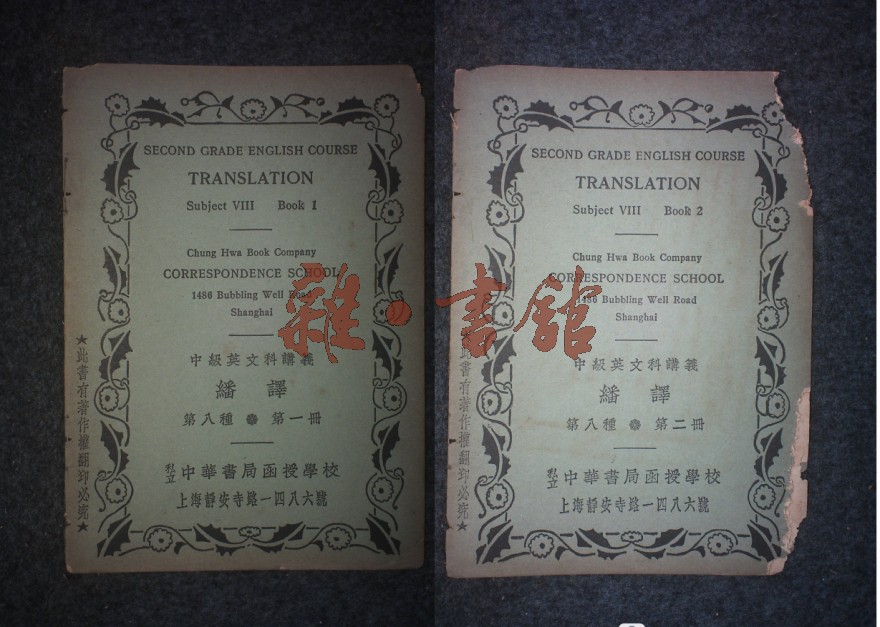 SECOND GRADE ENGLISH COURSE
TRANSLATION
Subject VIII Book 1
Chung Hwa Book Company
CORRESPONDENCE SCHOOL
1486 Bubbling Well Road
Shanghai
中級英文科講義
繙譯
第八種 第一冊
私立中華書局函授學校
上海靜安寺路一四八六號
★此書有著作權翻印必究★
SECOND GRADE ENGLISH COURSE
TRANSLATION
Subject VIII Book 2
Chung Hwa Book Company
CORRESPONDENCE SCHOOL
1486 Bubbling Well Road
Shanghai
中級英文科講義
繙譯
第八種 第二冊
私立中華書局函授學校
上海靜安寺路一四八六號
★此書有著作權翻印必究★
雜·書館